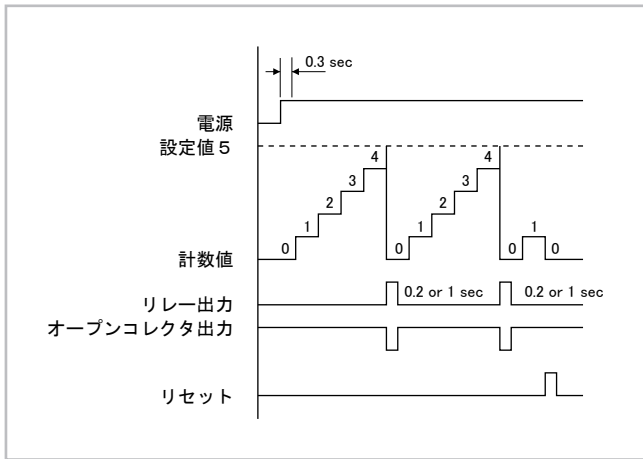 0.3 sec
電源
設定値5
4
4
3
3
2
2
1
1
1
0
0
0
0
計数値
0.2 or 1 sec
0.2 or 1 sec
リレー出力
オープンコレクタ出力
リセット